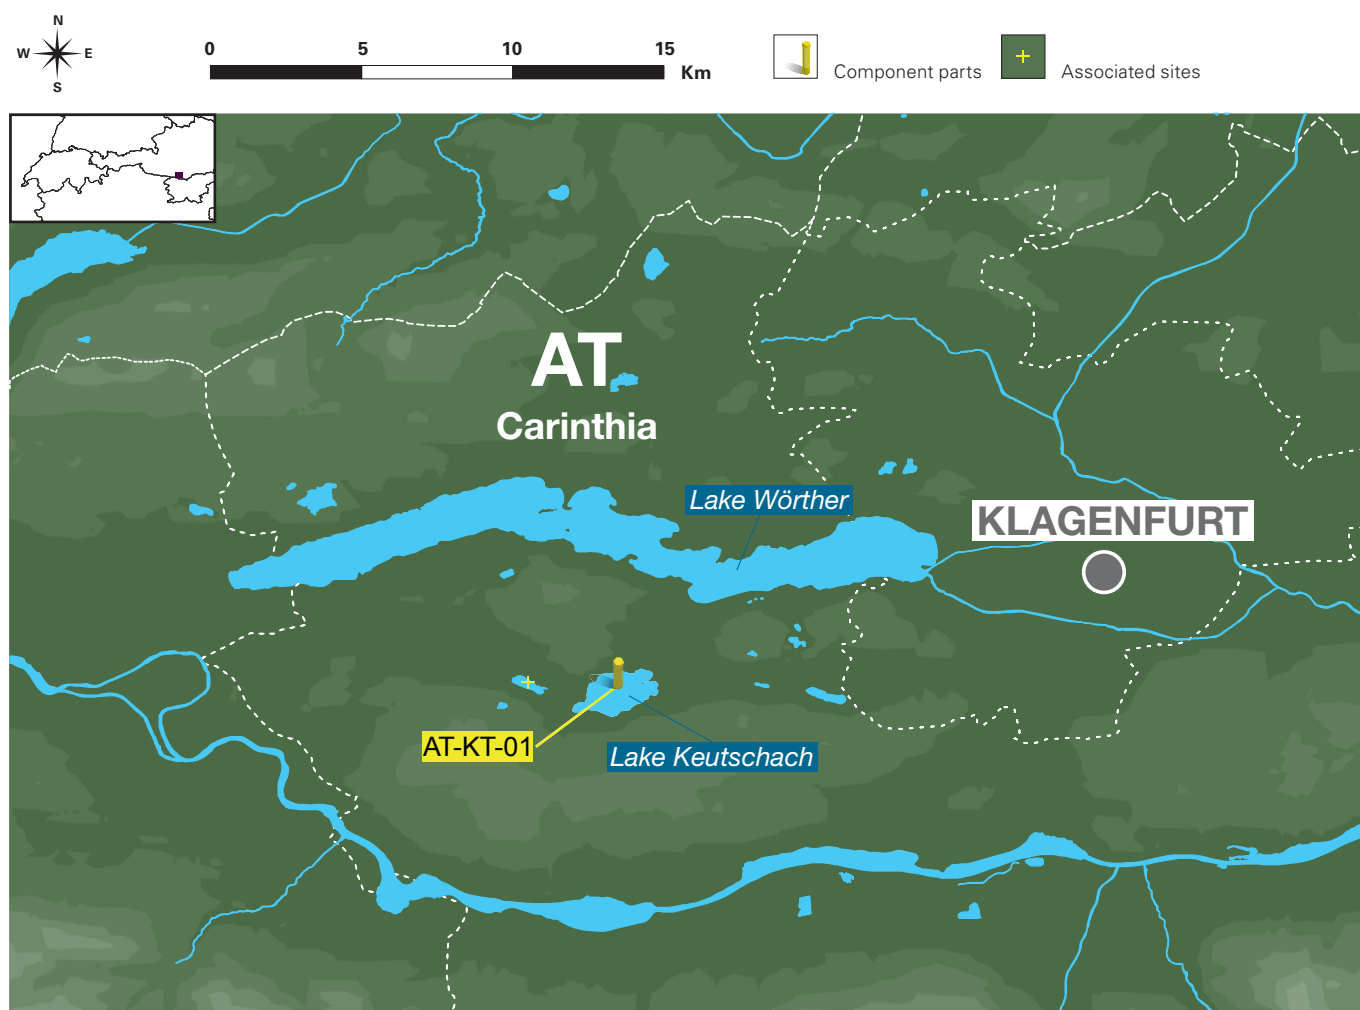 N
W E
S
0 5 10 15
Km
Component parts
Associated sites
AT
Carinthia
Lake Wörther
KLAGENFURT
AT-KT-01
Lake Keutschach